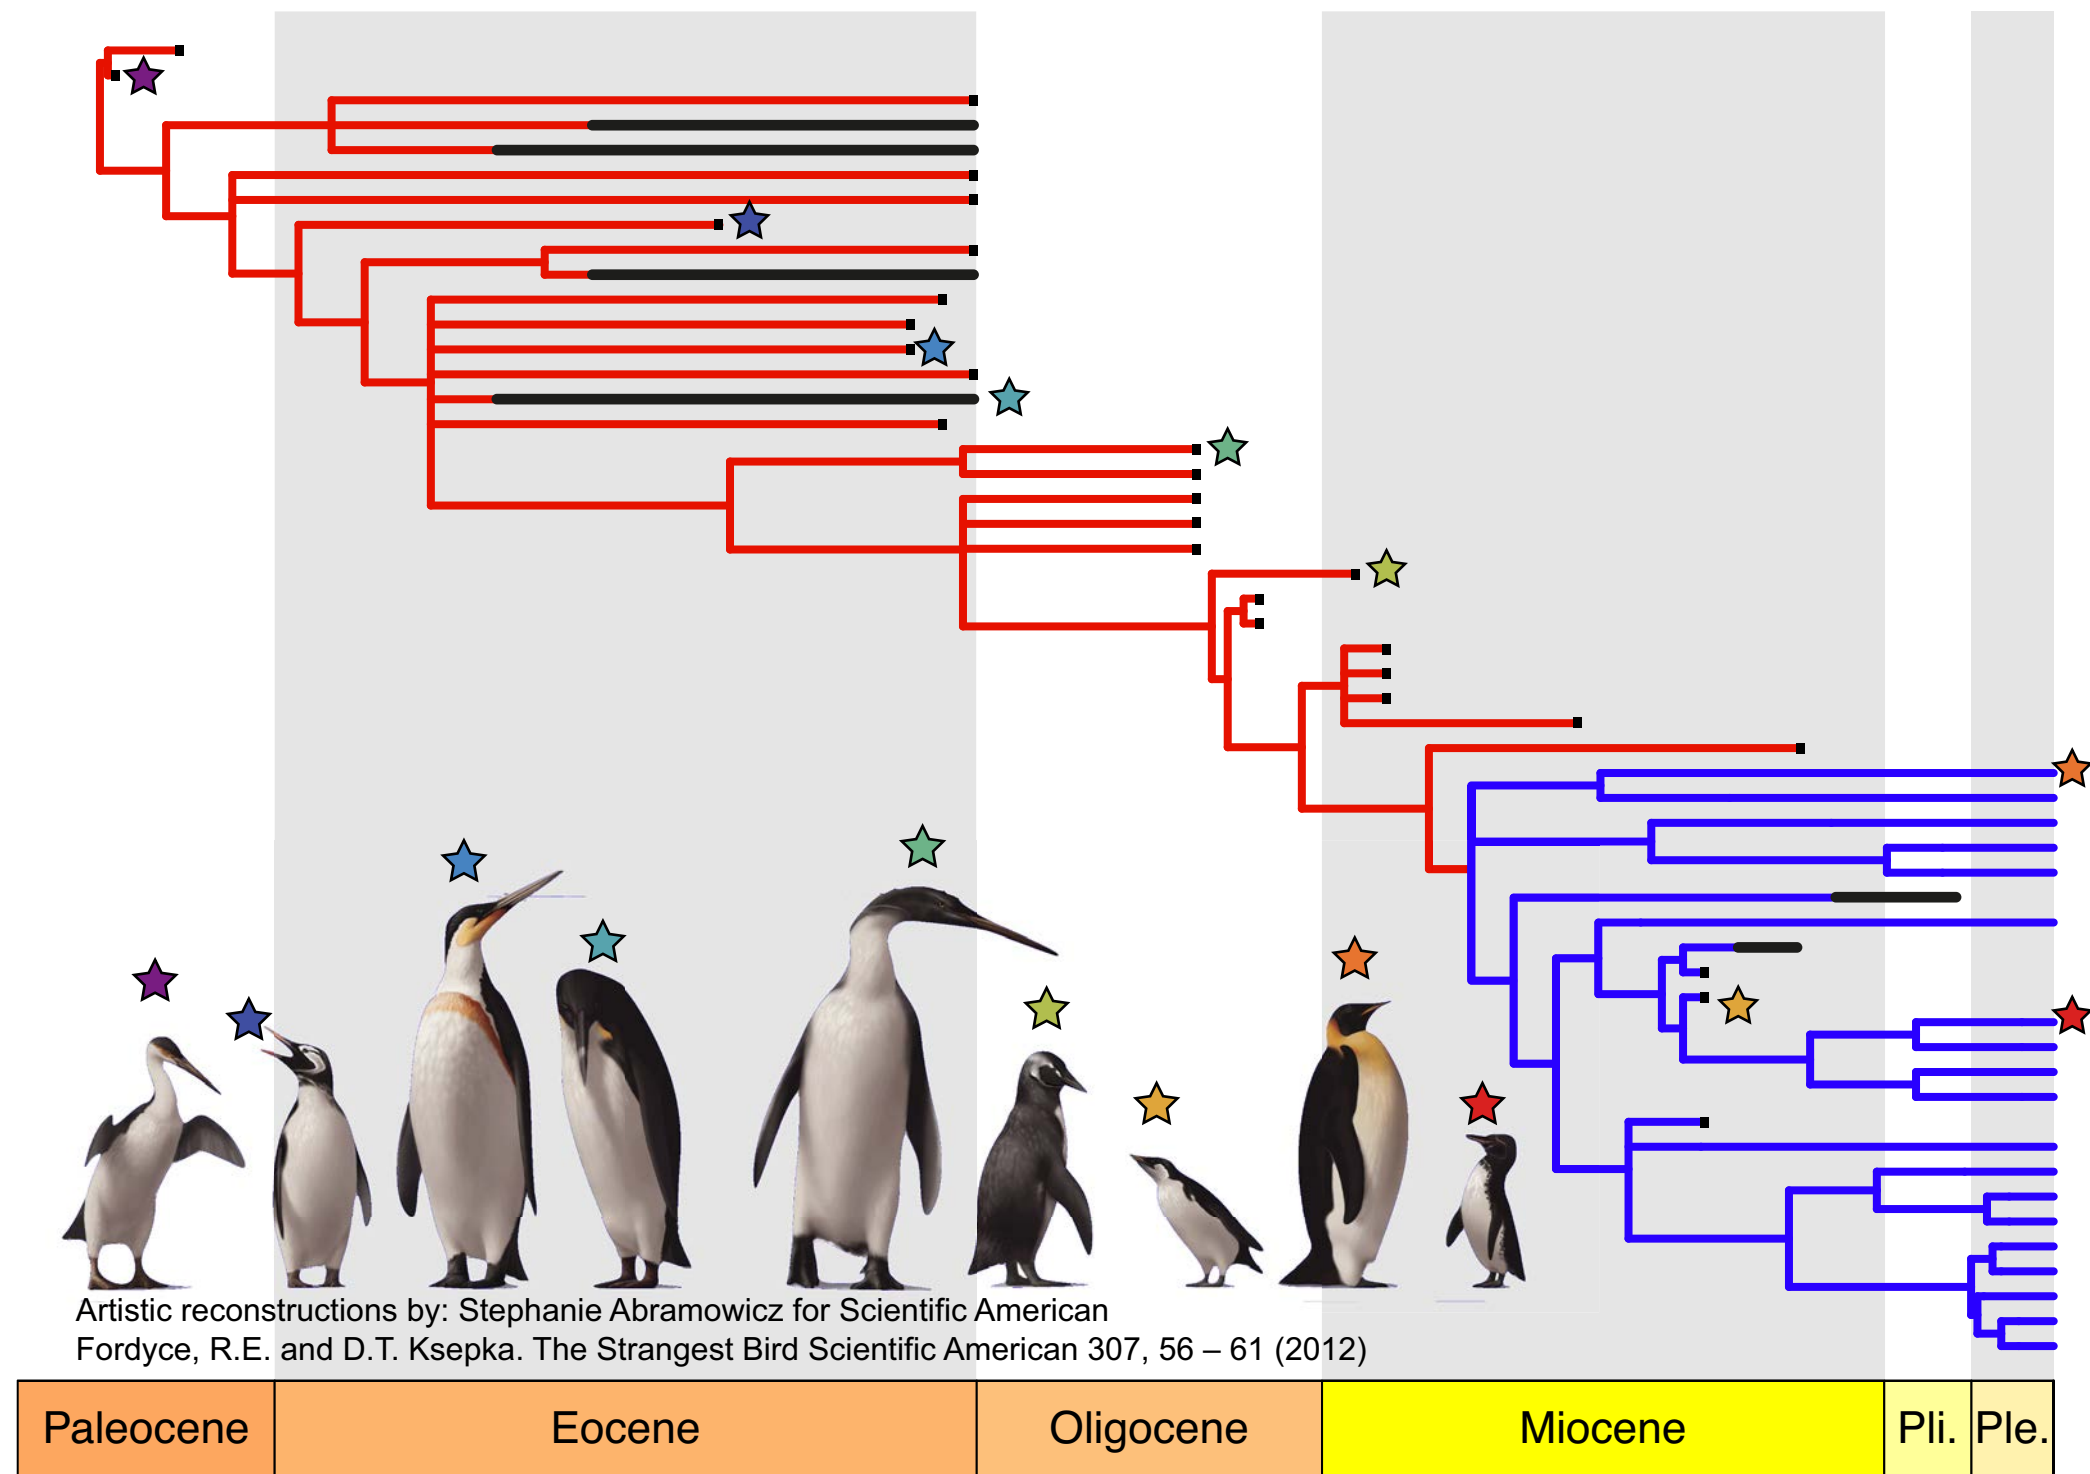 Artistic reconstructions by: Stephanie Abramowicz for Scientific American
Fordyce, R.E. and D.T. Ksepka. The Strangest Bird Scientific American 307, 56 – 61 (2012)
Paleocene Eocene Oligocene Miocene Pli. Ple.